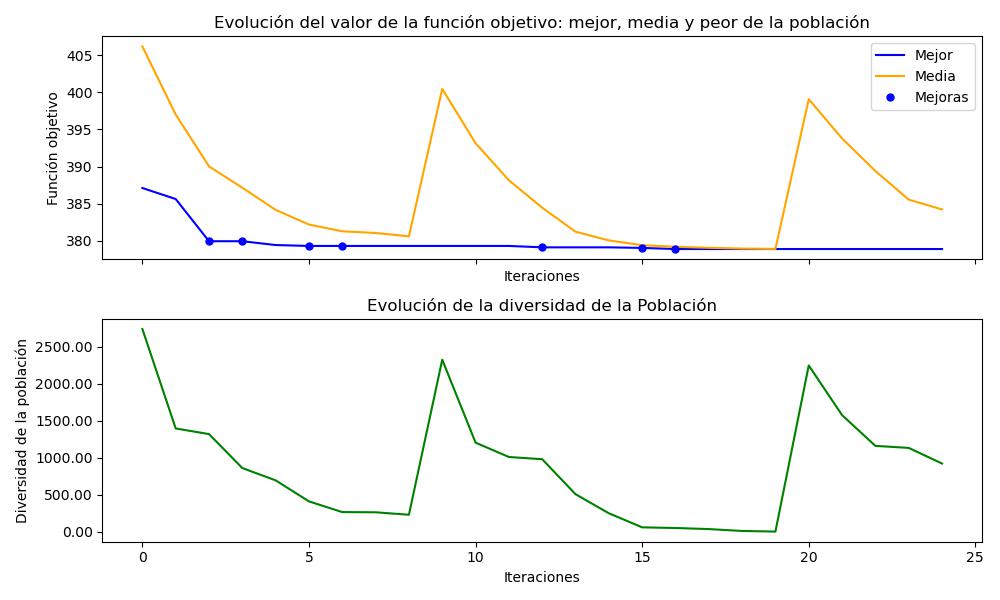 Evolución del valor de la función objetivo: mejor, media y peor de la población
Función objetivo
405
400
395
390
385
380
Mejor
Media
Mejoras
Iteraciones
Evolución de la diversidad de la Población
Diversidad de la población
2500.00
2000.00
1500.00
1000.00
500.00
0.00
0 5 10 15 20 25
Iteraciones